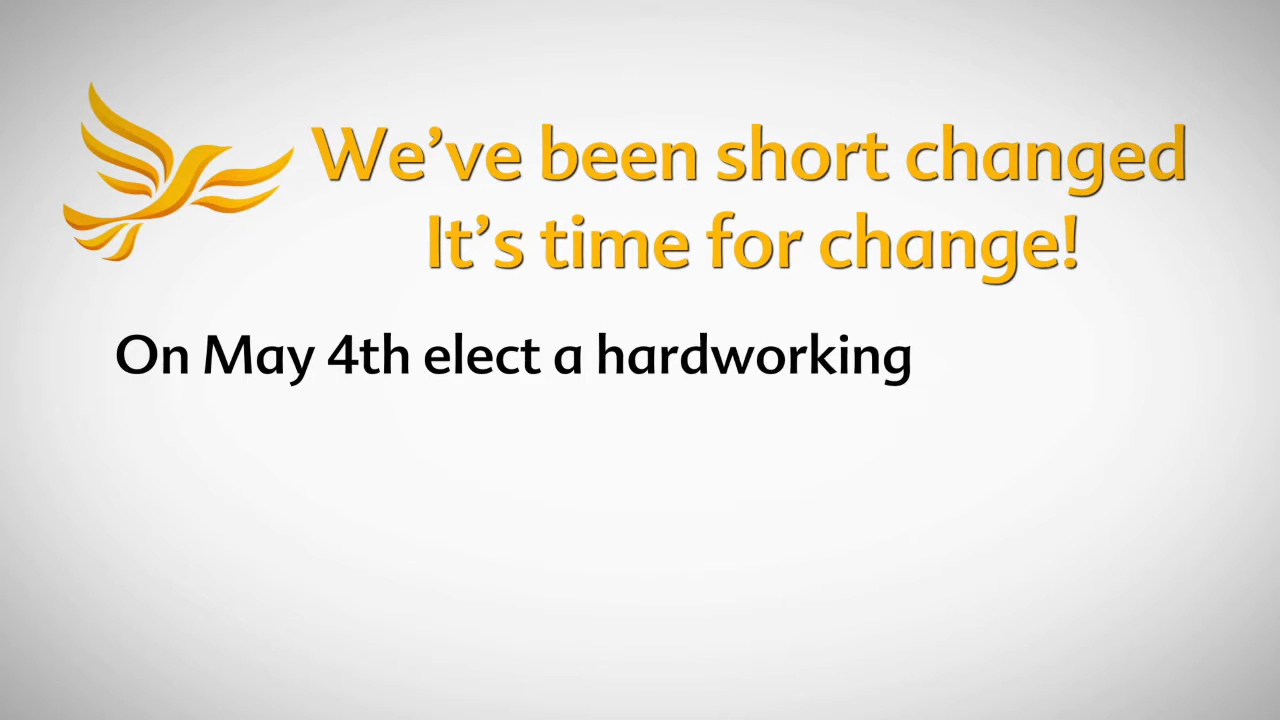 We’ve been short changed
It’s time for change!
On May 4th elect a hardworking